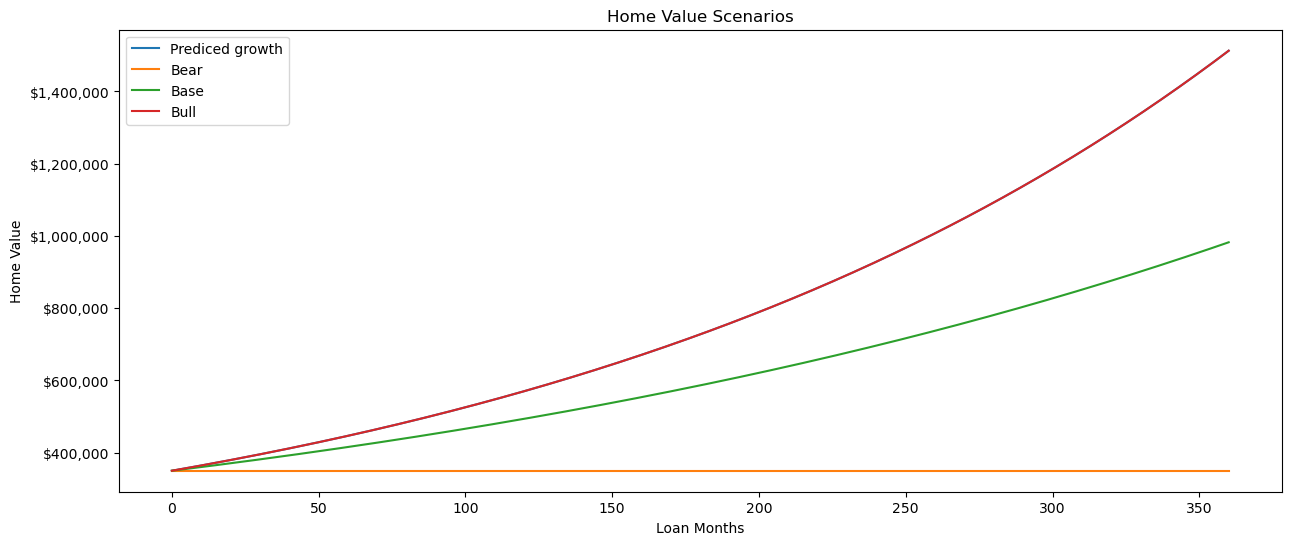 Home Value Scenarios
Prediced growth
Bear
Base
Bull
$1,400,000
$1,200,000
$1,000,000
$800,000
$600,000
$400,000
Home Value
0 50 100 150 200 250 300 350
Loan Months